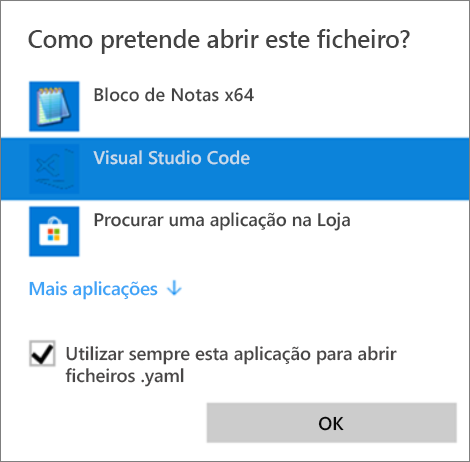 Como pretende abrir este ficheiro?
Bloco de Notas x64
Visual Studio Code
Procurar uma aplicação na Loja
Mais aplicações
Utilizar sempre esta aplicação para abrir
ficheiros .yaml
OK